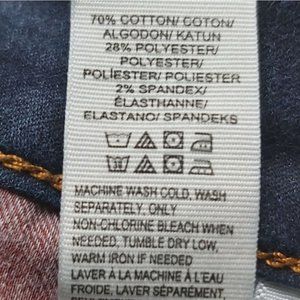 70% COTTON/ COTON/
ALGODON/ KATUN
28% POLYESTER/
POLYESTER/
POLÍESTER/ POLIESTER
2% SPANDEX/
ÉLASTHANNE/
ELASTANO/ SPANDEKS
MACHINE WASH COLD, WASH
SEPARATELY, ONLY
NON-CHLORINE BLEACH WHEN
NEEDED, TUMBLE DRY LOW,
WARM IRON IF NEEDED
LAVER À LA MACHINE À L'EAU
FROIDE, LAVER SÉPARÉMENT